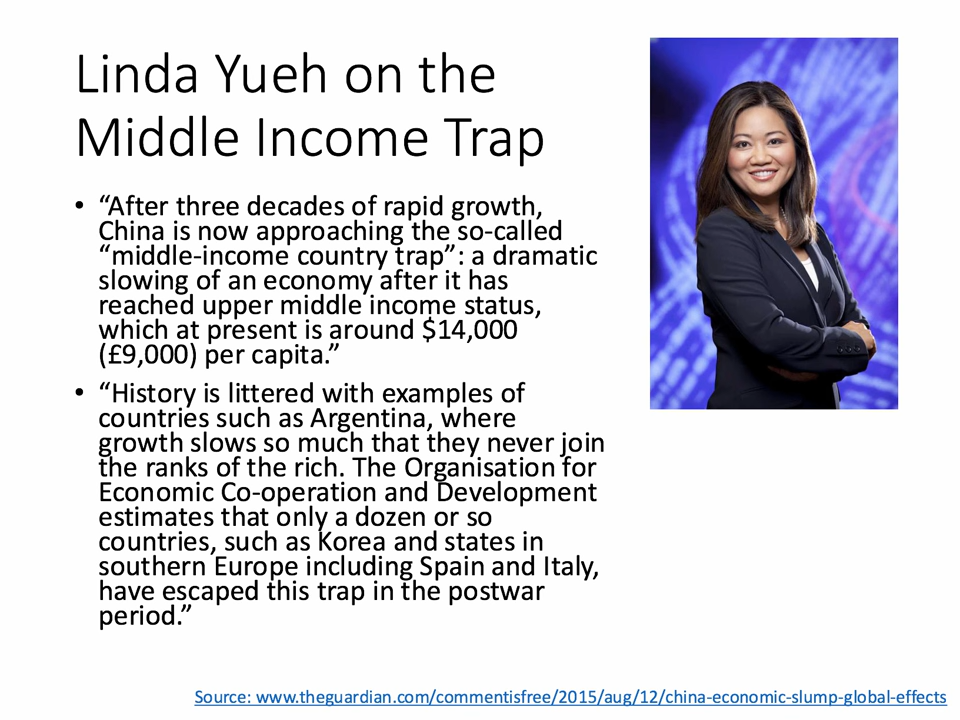 Linda Yueh on the
Middle Income Trap
• “After three decades of rapid growth,
China is now approaching the so-called
“middle-income country trap”: a dramatic
slowing of an economy after it has
reached upper middle income status,
which at present is around $14,000
(£9,000) per capita.”
• “History is littered with examples of
countries such as Argentina, where
growth slows so much that they never join
the ranks of the rich. The Organisation for
Economic Co-operation and Development
estimates that only a dozen or so
countries, such as Korea and states in
southern Europe including Spain and Italy,
have escaped this trap in the postwar
period.”
Source: www.theguardian.com/commentisfree/2015/aug/12/china-economic-slump-global-effects